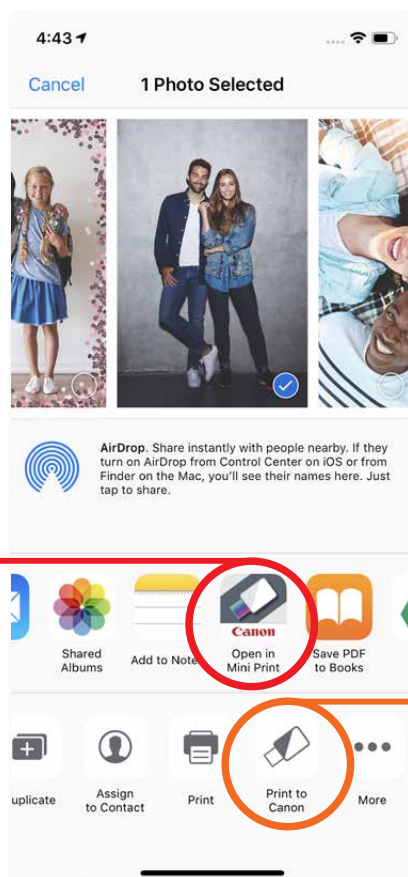 4:43
Cancel
1 Photo Selected
AirDrop. Share instantly with people nearby. If they
turn on AirDrop from Control Center on iOS or from
Finder on the Mac, you'll see their names here. Just
tap to share.
Canon
Shared
Albums
Add to Note
Open in
Mini Print
Save PDF
to Books
uplicate
Assign
to Contact
Print
Print to
Canon
More